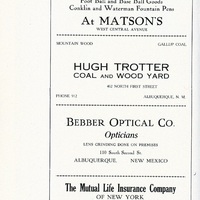 Foot Ball and Base Ball Goods
Conklin and Waterman Fountain Pens
At MATSON'S
WEST CENTRAL AVENUE
MOUNTAIN WOOD GALLUP COAL
HUGH TROTTER
COAL AND WOOD YARD
402 NORTH FIRST STREET
PHONE 912 ALBUQUERQUE, N. M.
BEBBER OPTICAL CO.
Opticians
LENS GRINDING DONE ON PREMISES
110 South Second St.
ALBUQUERQUE NEW MEXICO
The Mutual Life Insurance Company
OF NEW YORK